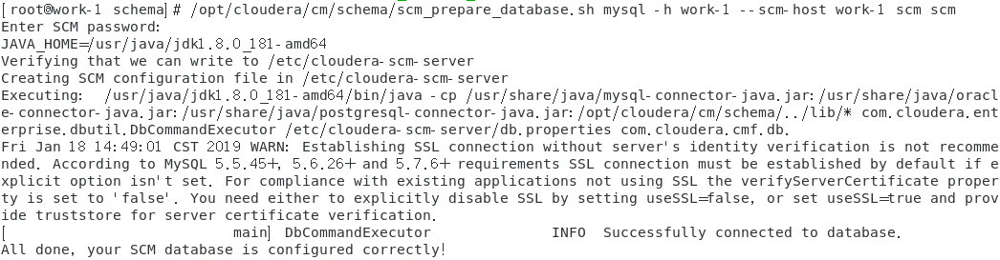 [root@work-1 schema]# /opt/cloudera/cm/schema/scm_prepare_database.sh mysql -h work-1 --scm-host work-1 scm scm
Enter SCM password:
JAVA_HOME=/usr/java/jdk1.8.0_181-amd64
Verifying that we can write to /etc/cloudera-scm-server
Creating SCM configuration file in /etc/cloudera-scm-server
Executing:  /usr/java/jdk1.8.0_181-amd64/bin/java -cp /usr/share/java/mysql-connector-java.jar:/usr/share/java/oracl
e-connector-java.jar:/usr/share/java/postgresql-connector-java.jar:/opt/cloudera/cm/schema/../lib/* com.cloudera.ent
erprise.dbutil.DbCommandExecutor /etc/cloudera-scm-server/db.properties com.cloudera.cmf.db.
Fri Jan 18 14:49:01 CST 2019 WARN: Establishing SSL connection without server's identity verification is not recomme
nded. According to MySQL 5.5.45+, 5.6.26+ and 5.7.6+ requirements SSL connection must be established by default if e
xplicit option isn't set. For compliance with existing applications not using SSL the verifyServerCertificate proper
ty is set to 'false'. You need either to explicitly disable SSL by setting useSSL=false, or set useSSL=true and prov
ide truststore for server certificate verification.
[                          main] DbCommandExecutor              INFO  Successfully connected to database.
All done, your SCM database is configured correctly!